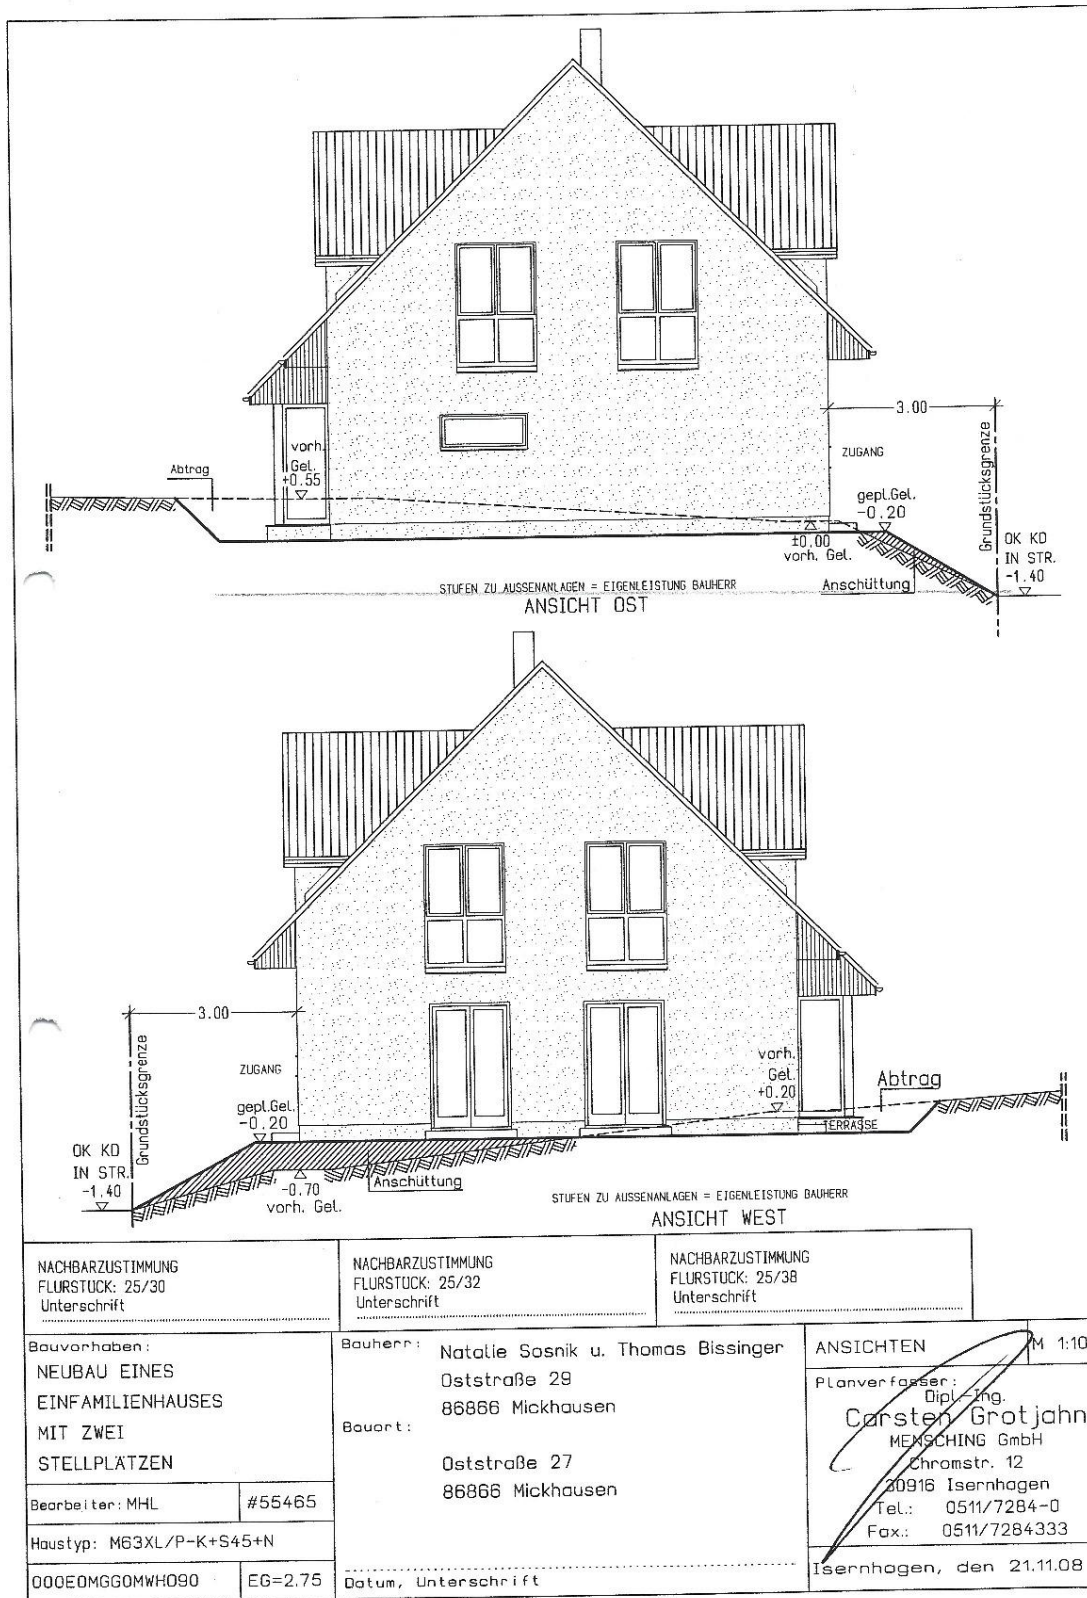 3.00
Abtrag
vorh.
Gel.
+0.55
ZUGANG
Grundstücksgrenze
gepl.Gel.
-0.20
±0.00
vorh. Gel.
OK KD
IN STR.
-1.40
Anschüttung
STUFEN ZU AUSSENANLAGEN = EIGENLEISTUNG BAUHERR
ANSICHT OST
3.00
Grundstücksgrenze
ZUGANG
gepl.Gel.
-0.20
vorh.
Gel.
+0.20
Abtrag
TERRASSE
OK KD
IN STR.
-1.40
-0.70
vorh. Gel.
Anschüttung
STUFEN ZU AUSSENANLAGEN = EIGENLEISTUNG BAUHERR
ANSICHT WEST
NACHBARZUSTIMMUNG
FLURSTÜCK: 25/30
Unterschrift
NACHBARZUSTIMMUNG
FLURSTÜCK: 25/32
Unterschrift
NACHBARZUSTIMMUNG
FLURSTÜCK: 25/38
Unterschrift
Bauvorhaben:
NEUBAU EINES
EINFAMILIENHAUSES
MIT ZWEI
STELLPLÄTZEN
Bearbeiter: MHL
#55465
Haustyp: M63XL/P-K+S45+N
000E0MGG0MWH090
EG=2.75
Bauherr:
Natalie Sosnik u. Thomas Bissinger
Oststraße 29
86866 Mickhausen
Bauort:
Oststraße 27
86866 Mickhausen
Datum, Unterschrift
ANSICHTEN
M 1:10
Planverfasser:
Dipl.-Ing.
Carsten Grotjahn
MENSCHING GmbH
Chromstr. 12
30916 Isernhagen
Tel.: 0511/7284-0
Fax.: 0511/7284333
Isernhagen, den 21.11.08